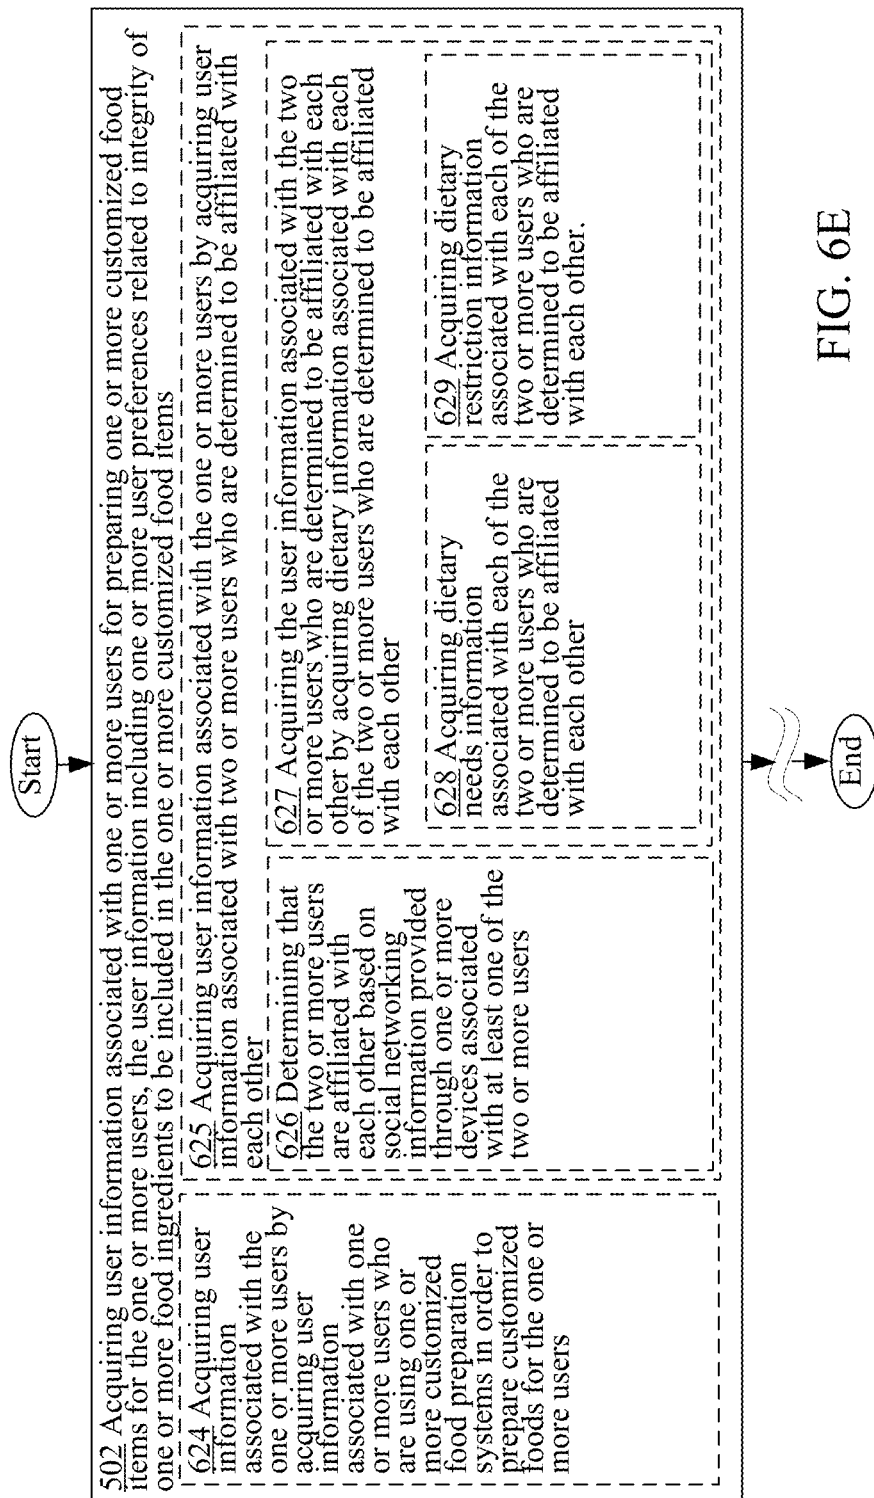 Start
502 Acquiring user information associated with one or more users for preparing one or more customized food
items for the one or more users, the user information including one or more user preferences related to integrity of
one or more food ingredients to be included in the one or more customized food items
624 Acquiring user
information
associated with the
one or more users by
acquiring user
information
associated with one
or more users who
are using one or
more customized
food preparation
systems in order to
prepare customized
foods for the one or
more users
625 Acquiring user information associated with the one or more users by acquiring user
information associated with two or more users who are determined to be affiliated with
each other
626 Determining that
the two or more users
are affiliated with
each other based on
social networking
information provided
through one or more
devices associated
with at least one of the
two or more users
627 Acquiring the user information associated with the two
or more users who are determined to be affiliated with each
other by acquiring dietary information associated with each
of the two or more users who are determined to be affiliated
with each other
628 Acquiring dietary
needs information
associated with each of the
two or more users who are
determined to be affiliated
with each other
629 Acquiring dietary
restriction information
associated with each of the
two or more users who are
determined to be affiliated
with each other.
End
FIG. 6E